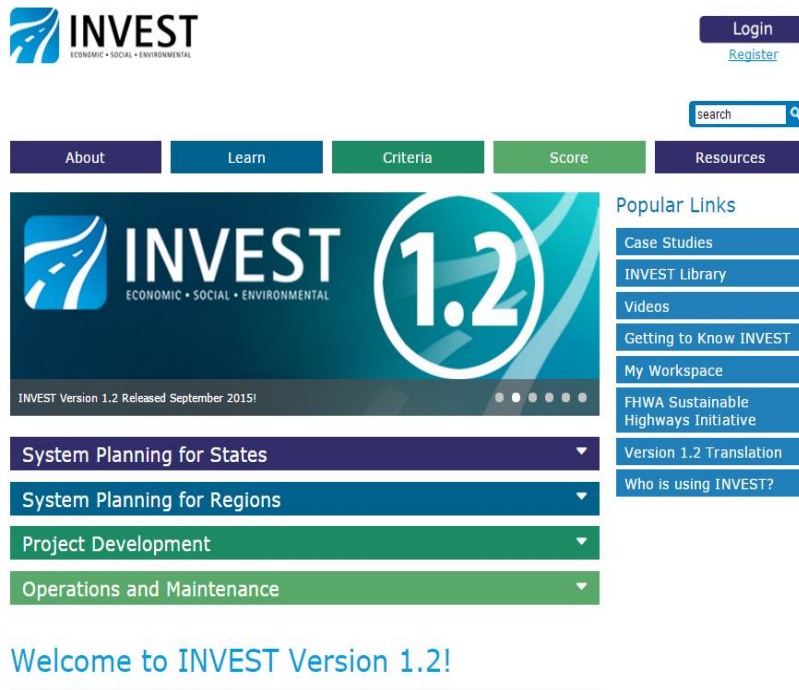 INVEST
ECONOMIC • SOCIAL • ENVIRONMENTAL
Login
Register
search
About
Learn
Criteria
Score
Resources
INVEST
ECONOMIC • SOCIAL • ENVIRONMENTAL
1.2
INVEST Version 1.2 Released September 2015!
Popular Links
Case Studies
INVEST Library
Videos
Getting to Know INVEST
My Workspace
FHWA Sustainable
Highways Initiative
Version 1.2 Translation
Who is using INVEST?
System Planning for States
System Planning for Regions
Project Development
Operations and Maintenance
Welcome to INVEST Version 1.2!